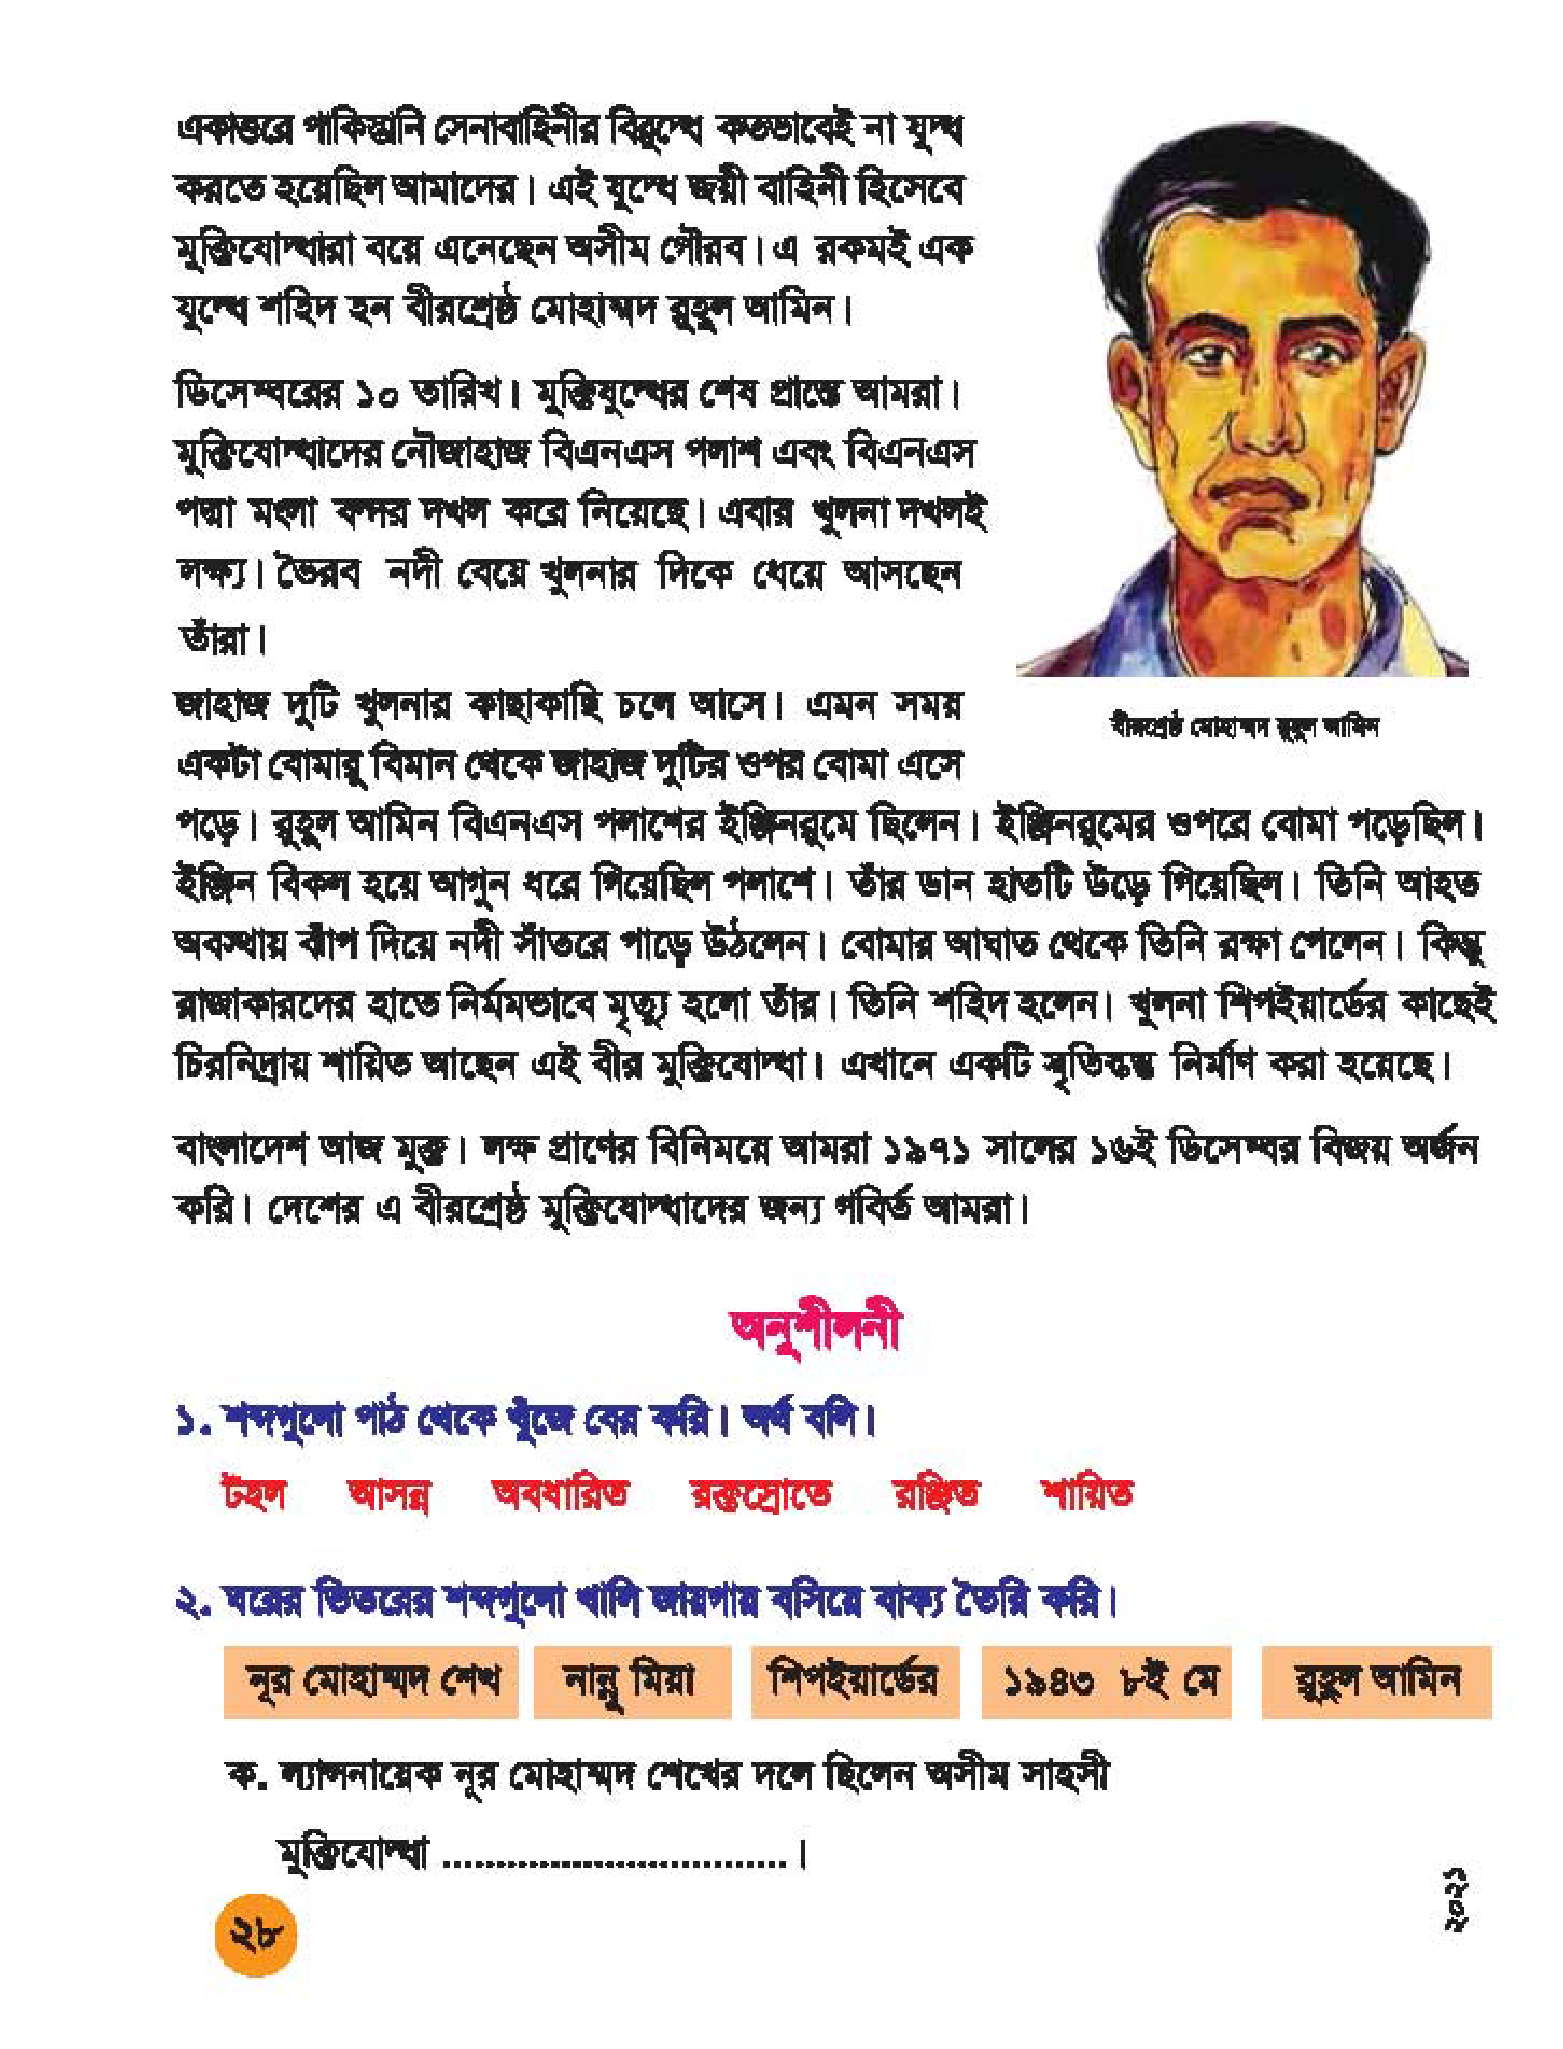 একাত্তরে পাকিস্তানি সেনাবাহিনীর বিরুদ্ধে কতভাবেই না যুদ্ধ
করতে হয়েছিল আমাদের। এই যুদ্ধে জয়ী বাহিনী হিসেবে
মুক্তিযোদ্ধারা বয়ে এনেছেন অসীম গৌরব। এ রকমই এক
যুদ্ধে শহিদ হন বীরশ্রেষ্ঠ মোহাম্মদ রুহুল আমিন।
ডিসেম্বরের ১০ তারিখ। মুক্তিযুদ্ধের শেষ প্রান্তে আমরা।
মুক্তিযোদ্ধাদের নৌজাহাজ বিএনএস পলাশ এবং বিএনএস
পদ্মা মংলা বন্দর দখল করে নিয়েছে। এবার খুলনা দখলই
লক্ষ্য। ভৈরব নদী বেয়ে খুলনার দিকে ধেয়ে আসছেন
তাঁরা।
জাহাজ দুটি খুলনার কাছাকাছি চলে আসে। এমন সময়
একটা বোমারু বিমান থেকে জাহাজ দুটির ওপর বোমা এসে
পড়ে। রুহুল আমিন বিএনএস পলাশের ইঞ্জিনরুমে ছিলেন। ইঞ্জিনরুমের ওপরে বোমা পড়েছিল।
ইঞ্জিন বিকল হয়ে আগুন ধরে গিয়েছিল পলাশে। তাঁর ডান হাতটি উড়ে গিয়েছিল। তিনি আহত
অবস্থায় ঝাঁপ দিয়ে নদী সাঁতরে পাড়ে উঠলেন। বোমার আঘাত থেকে তিনি রক্ষা পেলেন। কিন্তু
রাজাকারদের হাতে নির্মমভাবে মৃত্যু হলো তাঁর। তিনি শহিদ হলেন। খুলনা শিপইয়ার্ডের কাছেই
চিরনিদ্রায় শায়িত আছেন এই বীর মুক্তিযোদ্ধা। এখানে একটি স্মৃতিস্তম্ভ নির্মাণ করা হয়েছে।
বীরশ্রেষ্ঠ মোহাম্মদ রুহুল আমিন
বাংলাদেশ আজ মুক্ত। লক্ষ প্রাণের বিনিময়ে আমরা ১৯৭১ সালের ১৬ই ডিসেম্বর বিজয় অর্জন
করি। দেশের এ বীরশ্রেষ্ঠ মুক্তিযোদ্ধাদের জন্য গর্বিত আমরা।
অনুশীলনী
১. শব্দগুলো পাঠ থেকে খুঁজে বের করি। অর্থ বলি।
টহল আসন্ন অবধারিত রক্তস্রোতে রঞ্জিত শায়িত
২. ঘরের ভিতরের শব্দগুলো খালি জায়গায় বসিয়ে বাক্য তৈরি করি।
নূর মোহাম্মদ শেখ নান্নু মিয়া শিপইয়ার্ডের ১৯৪৩ ৮ই মে রুহুল আমিন
ক. ল্যান্সনায়েক নূর মোহাম্মদ শেখের দলে ছিলেন অসীম সাহসী
মুক্তিযোদ্ধা ................................।
২৮
২০২১